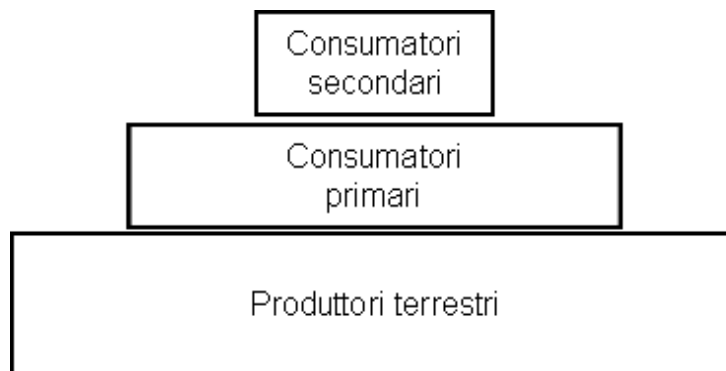 Consumatori
secondari
Consumatori
primari
Produttori terrestri